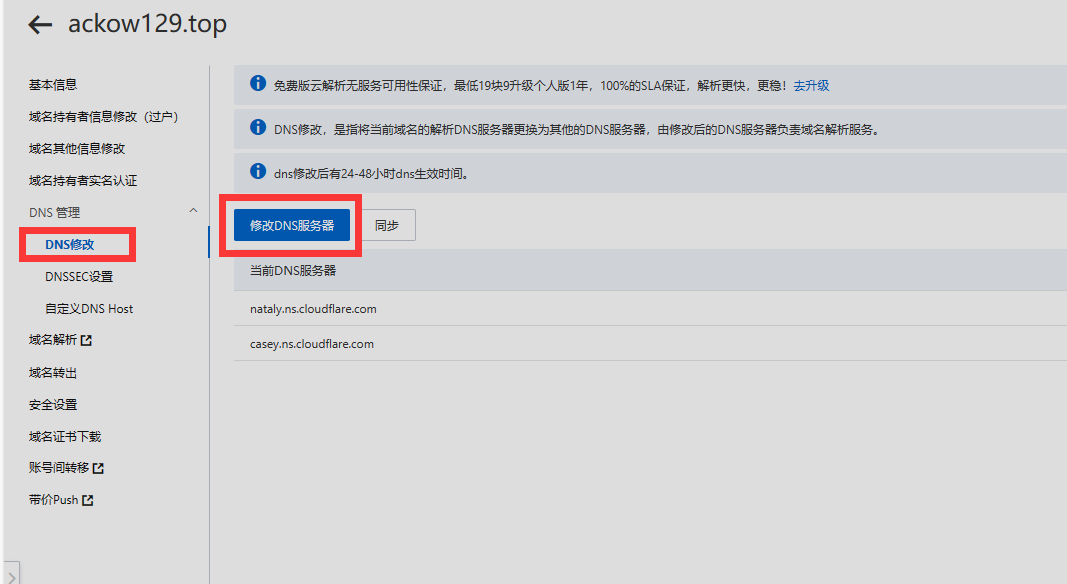 ackow129.top
基本信息
域名持有者信息修改（过户）
域名其他信息修改
域名持有者实名认证
DNS 管理
DNS修改
DNSSEC设置
自定义DNS Host
域名解析
域名转出
安全设置
域名证书下载
账号间转移
带价Push
免费版云解析无服务可用性保证，最低19块9升级个人版1年，100%的SLA保证，解析更快，更稳！去升级
DNS修改，是指将当前域名的解析DNS服务器更换为其他的DNS服务器，由修改后的DNS服务器负责域名解析服务。
dns修改后有24-48小时dns生效时间。
修改DNS服务器 同步
当前DNS服务器
nataly.ns.cloudflare.com
casey.ns.cloudflare.com